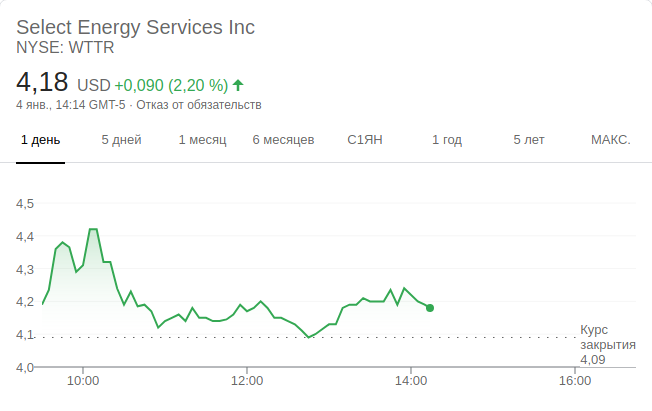 Select Energy Services Inc
NYSE: WTTR
4,18 USD +0,090 (2,20 %)
4 янв., 14:14 GMT-5 · Отказ от обязательств
1 день 5 дней 1 месяц 6 месяцев С1ЯН 1 год 5 лет МАКС.
4,5
4,4
4,3
4,2
4,1
4,0
Курс
закрытия
4,09
10:00 12:00 14:00 16:00